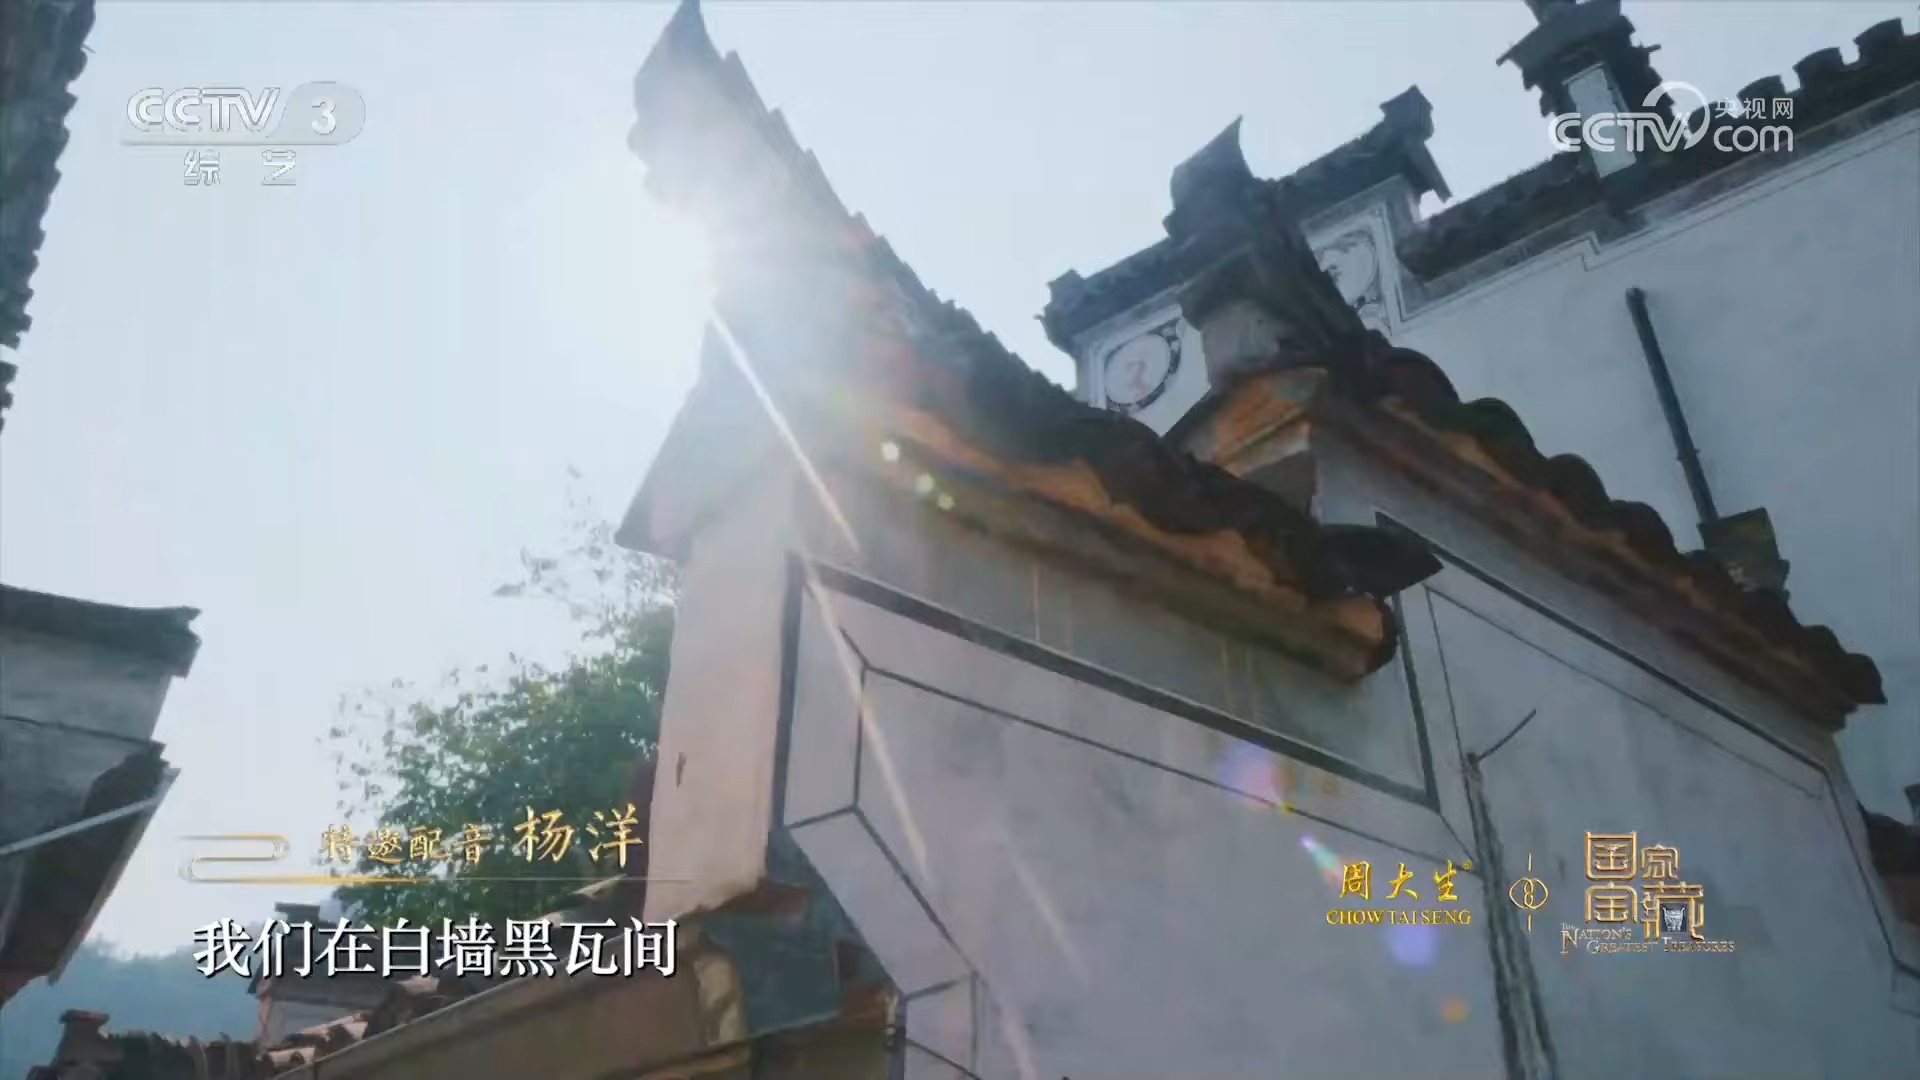 CCTV 3
综艺
CCTV 央视网
com
特邀配音 杨洋
我们在白墙黑瓦间
周大生®
CHOW TAI SENG
国家宝藏
THE NATION'S GREATEST TREASURES